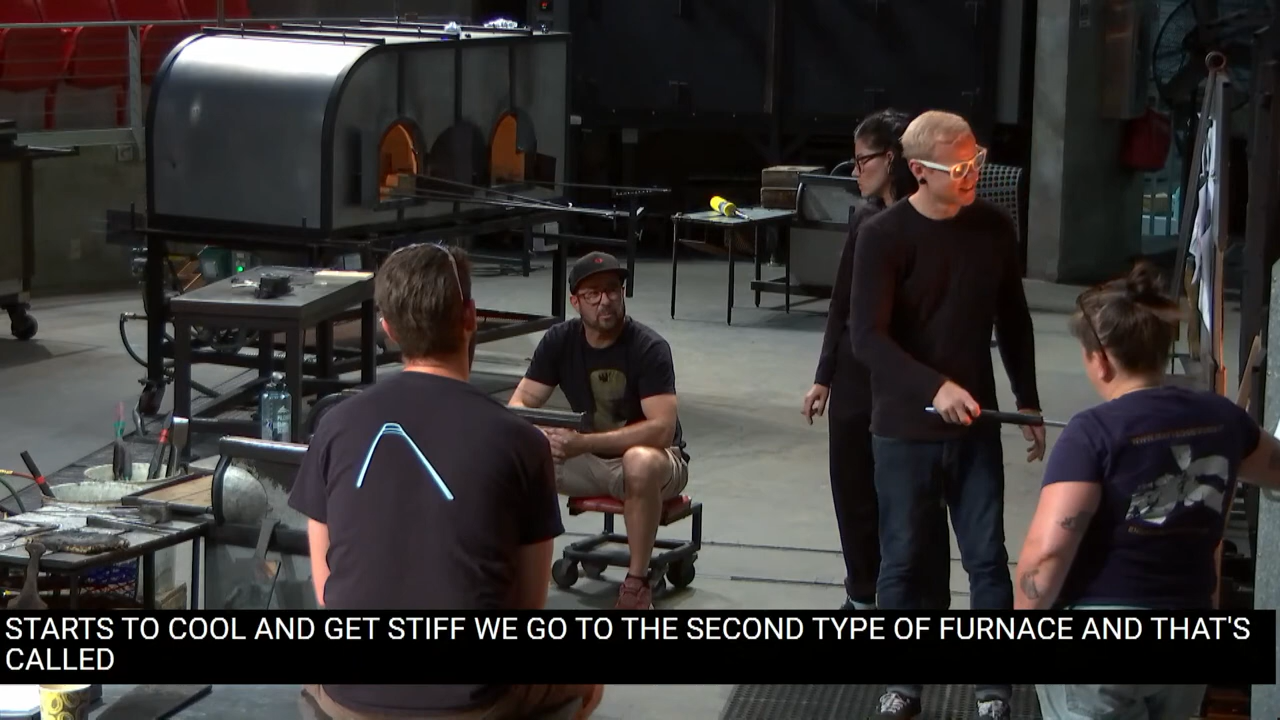 STARTS TO COOL AND GET STIFF WE GO TO THE SECOND TYPE OF FURNACE AND THAT'S
CALLED